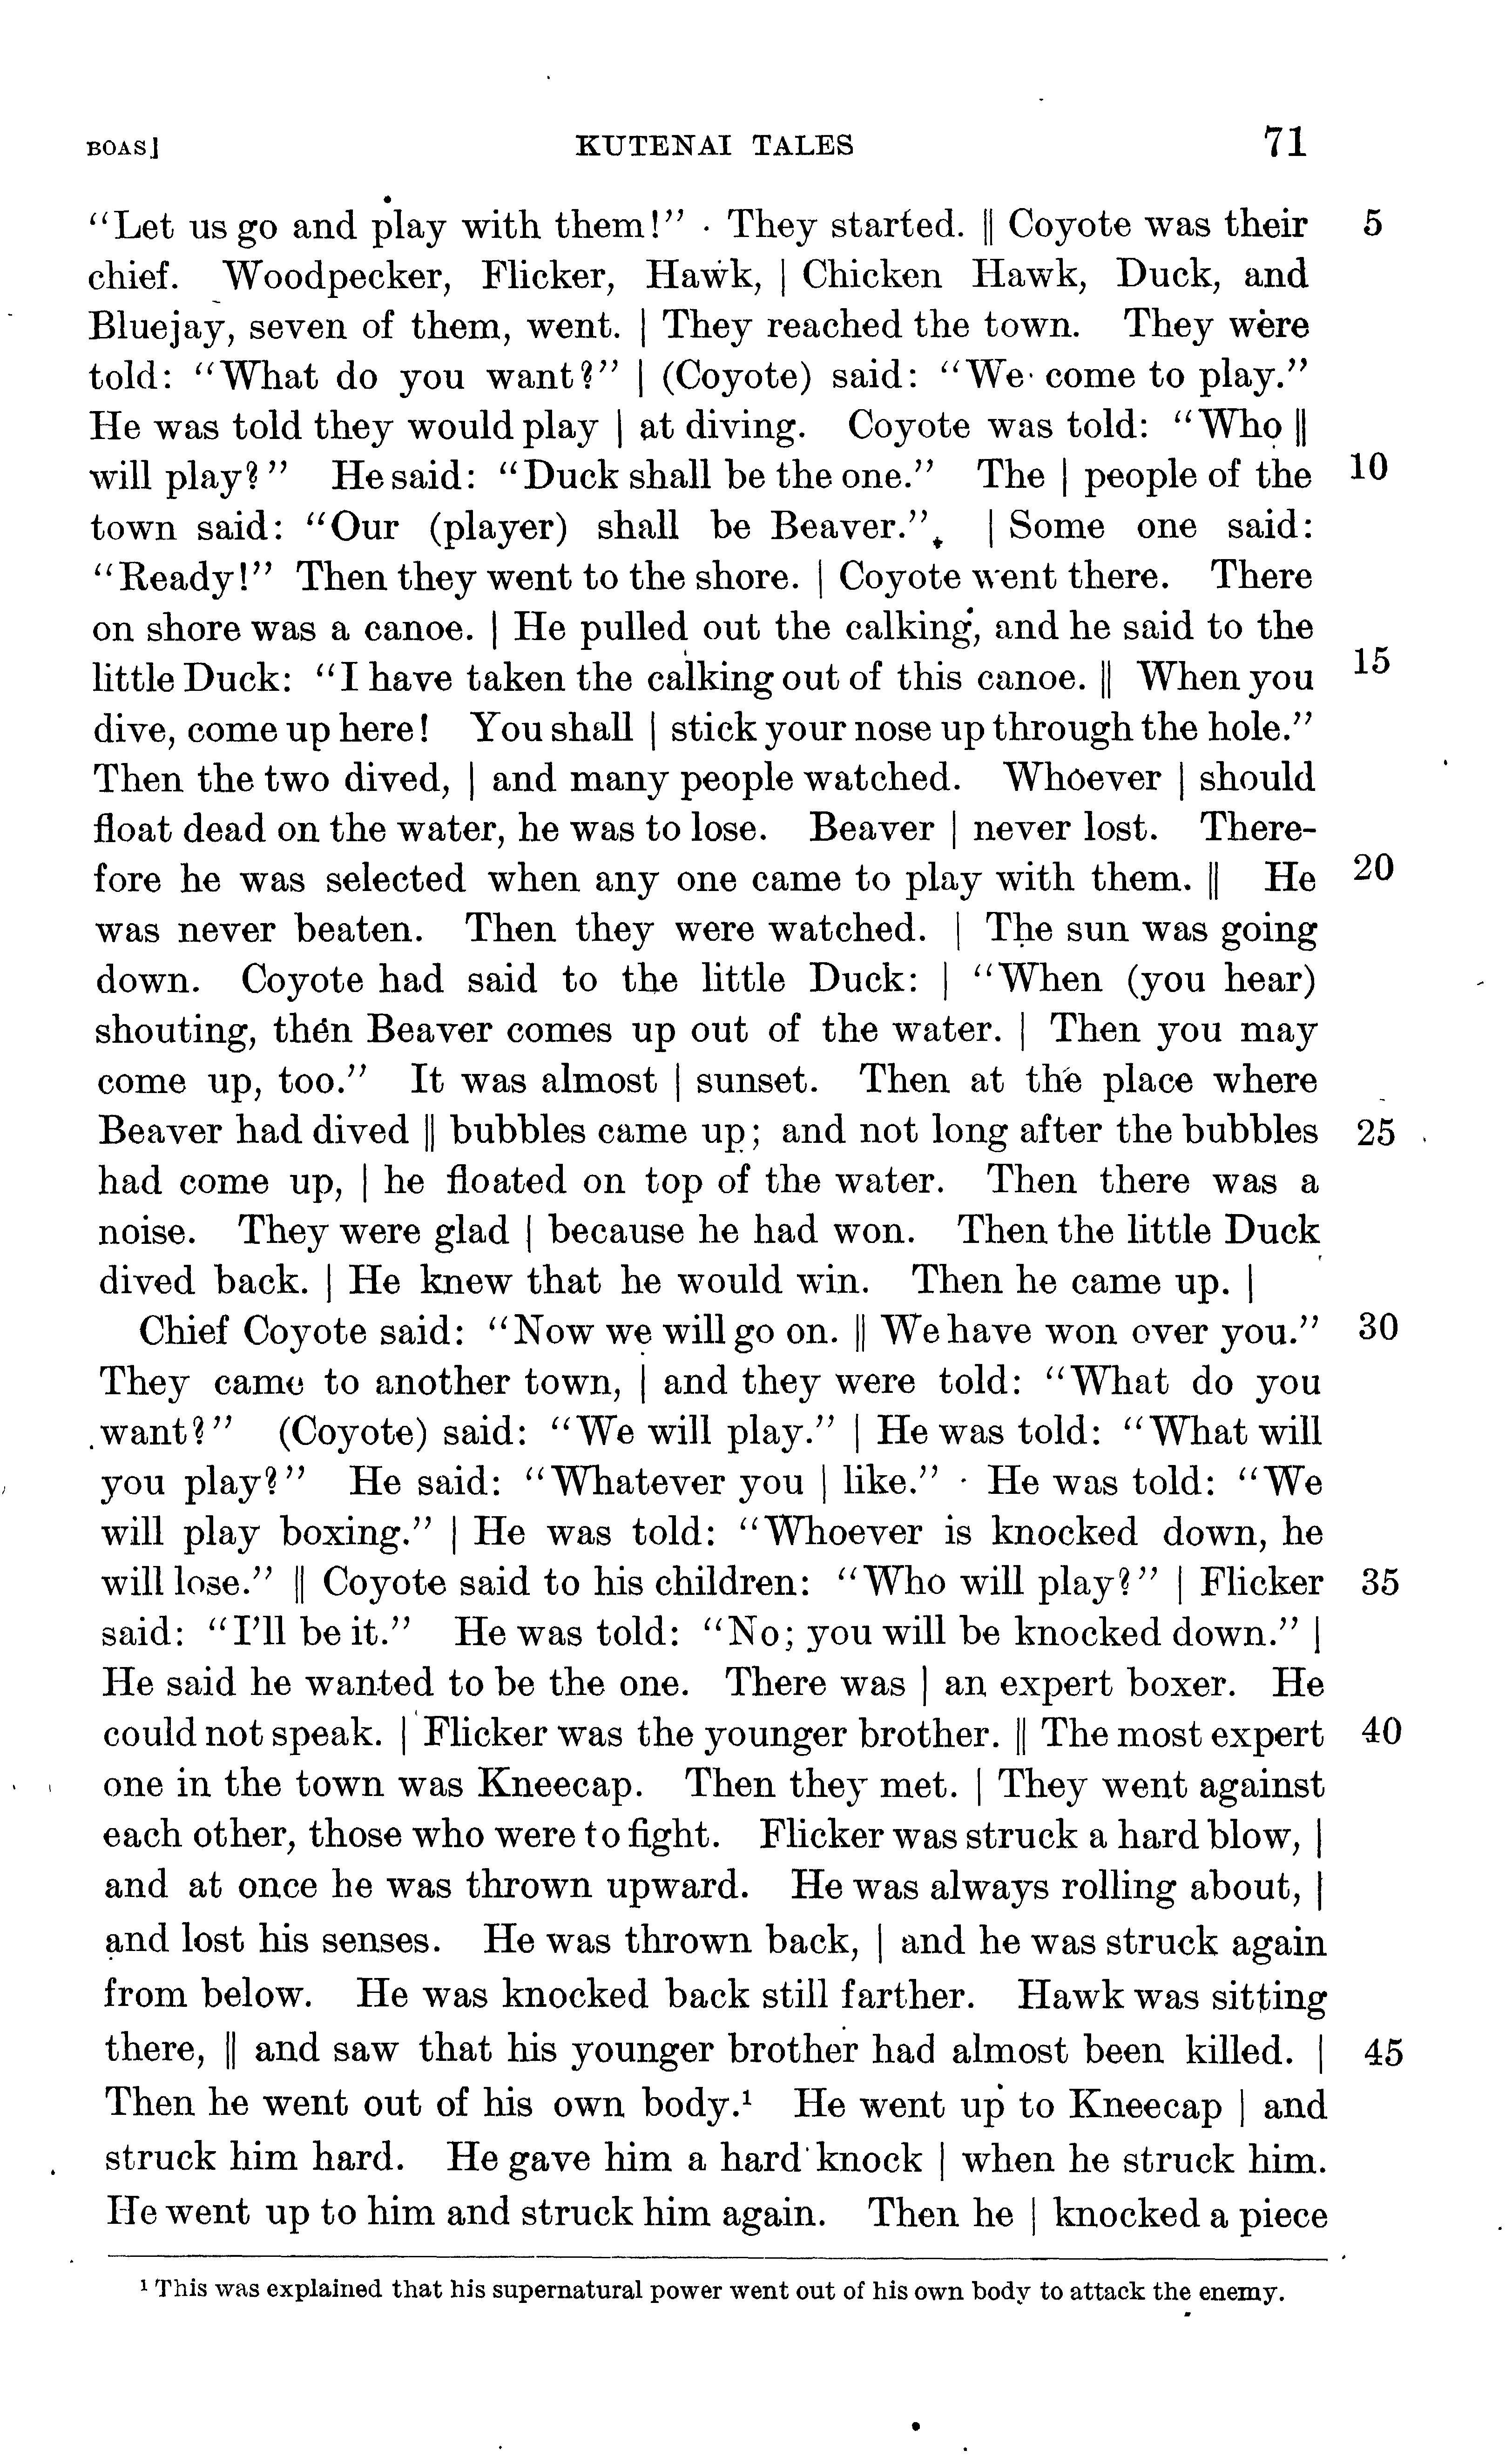 BOAS] KUTENAI TALES 71
“Let us go and play with them!” They started. || Coyote was their 5
chief. Woodpecker, Flicker, Hawk, | Chicken Hawk, Duck, and
Bluejay, seven of them, went. | They reached the town. They were
told: “What do you want?” | (Coyote) said: “We come to play.”
He was told they would play | at diving. Coyote was told: “Who ||
will play?” He said: “Duck shall be the one.” The | people of the 10
town said: “Our (player) shall be Beaver.” | Some one said:
“Ready!” Then they went to the shore. | Coyote went there. There
on shore was a canoe. | He pulled out the calking, and he said to the
little Duck: “I have taken the calking out of this canoe. || When you 15
dive, come up here! You shall | stick your nose up through the hole.”
Then the two dived, | and many people watched. Whoever | should
float dead on the water, he was to lose. Beaver | never lost. There-
fore he was selected when any one came to play with them. || He 20
was never beaten. Then they were watched. | The sun was going
down. Coyote had said to the little Duck: | “When (you hear)
shouting, then Beaver comes up out of the water. | Then you may
come up, too.” It was almost | sunset. Then at the place where
Beaver had dived || bubbles came up; and not long after the bubbles 25
had come up, | he floated on top of the water. Then there was a
noise. They were glad | because he had won. Then the little Duck
dived back. | He knew that he would win. Then he came up. |
Chief Coyote said: “Now we will go on. || We have won over you.” 30
They came to another town, | and they were told: “What do you
want?” (Coyote) said: “We will play.” | He was told: “What will
you play?” He said: “Whatever you | like.” He was told: “We
will play boxing.” | He was told: “Whoever is knocked down, he
will lose.” || Coyote said to his children: “Who will play?” | Flicker 35
said: “I’ll be it.” He was told: “No; you will be knocked down.” |
He said he wanted to be the one. There was | an expert boxer. He
could not speak. | Flicker was the younger brother. || The most expert 40
one in the town was Kneecap. Then they met. | They went against
each other, those who were to fight. Flicker was struck a hard blow, |
and at once he was thrown upward. He was always rolling about, |
and lost his senses. He was thrown back, | and he was struck again
from below. He was knocked back still farther. Hawk was sitting
there, || and saw that his younger brother had almost been killed. | 45
Then he went out of his own body.¹ He went up to Kneecap | and
struck him hard. He gave him a hard knock | when he struck him.
He went up to him and struck him again. Then he | knocked a piece
¹ This was explained that his supernatural power went out of his own body to attack the enemy.